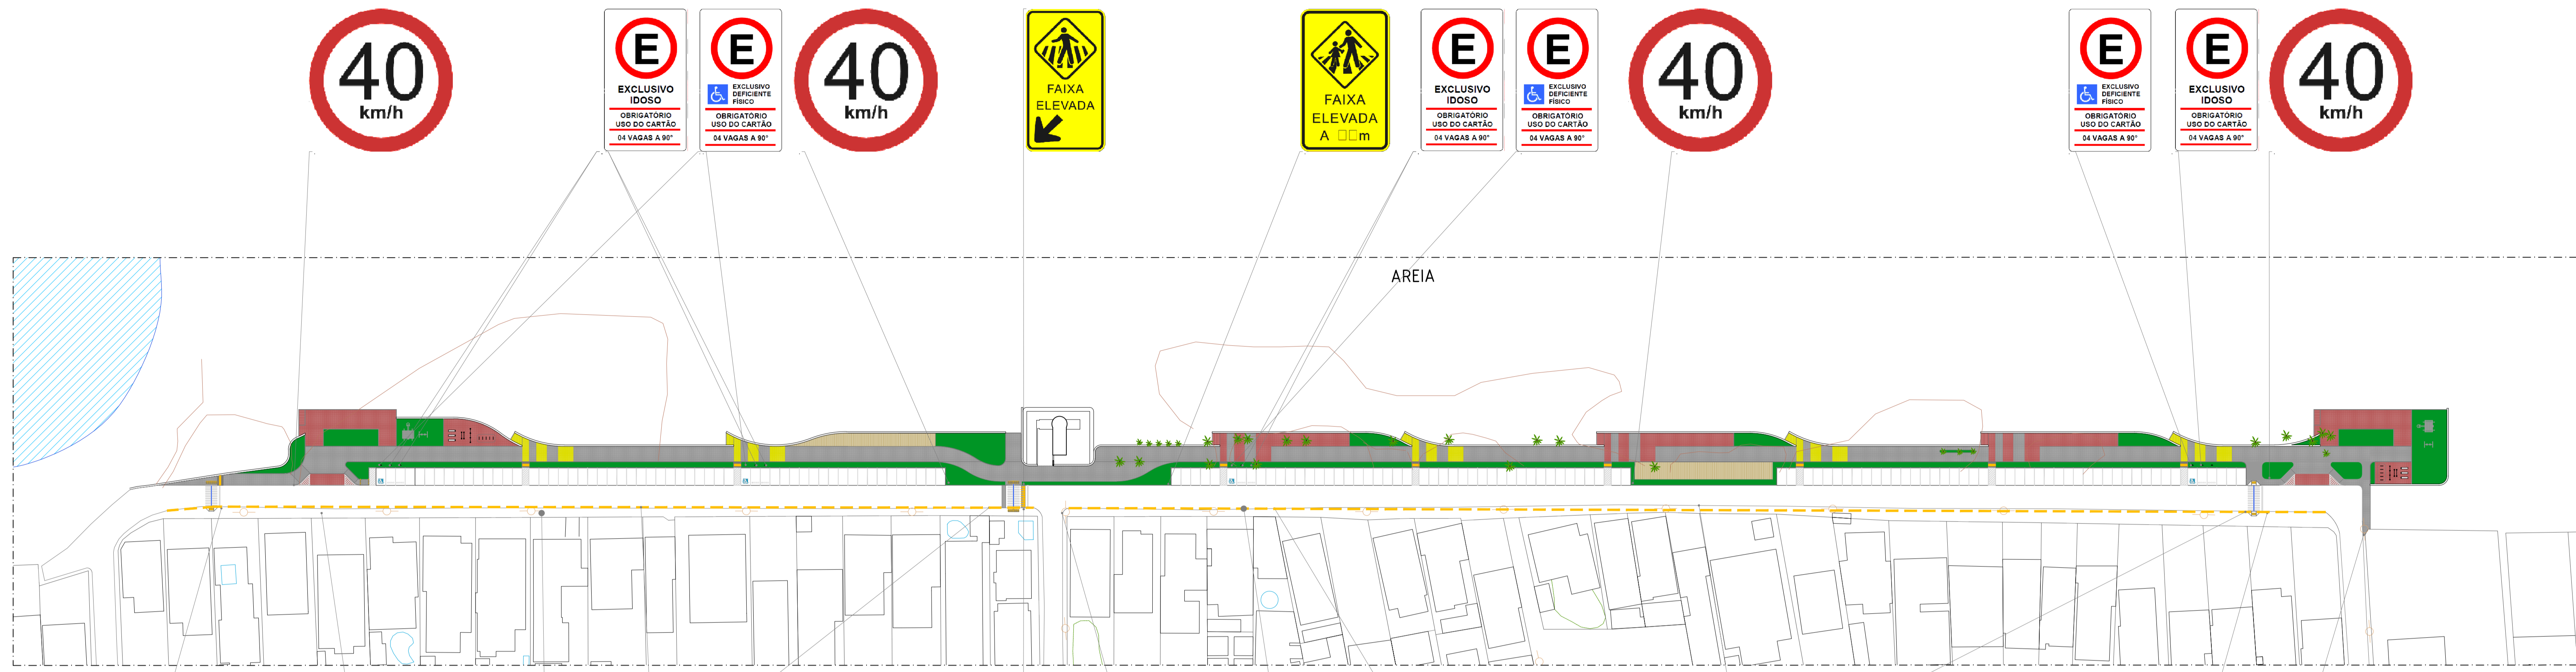 40
km/h
E
EXCLUSIVO
IDOSO
OBRIGATÓRIO
USO DO CARTÃO
04 VAGAS A 90°
E
EXCLUSIVO
DEFICIENTE
FÍSICO
OBRIGATÓRIO
USO DO CARTÃO
04 VAGAS A 90°
40
km/h
FAIXA
ELEVADA
FAIXA
ELEVADA
A □□m
E
EXCLUSIVO
IDOSO
OBRIGATÓRIO
USO DO CARTÃO
04 VAGAS A 90°
E
EXCLUSIVO
DEFICIENTE
FÍSICO
OBRIGATÓRIO
USO DO CARTÃO
04 VAGAS A 90°
40
km/h
E
EXCLUSIVO
DEFICIENTE
FÍSICO
OBRIGATÓRIO
USO DO CARTÃO
04 VAGAS A 90°
E
EXCLUSIVO
IDOSO
OBRIGATÓRIO
USO DO CARTÃO
04 VAGAS A 90°
40
km/h
AREIA